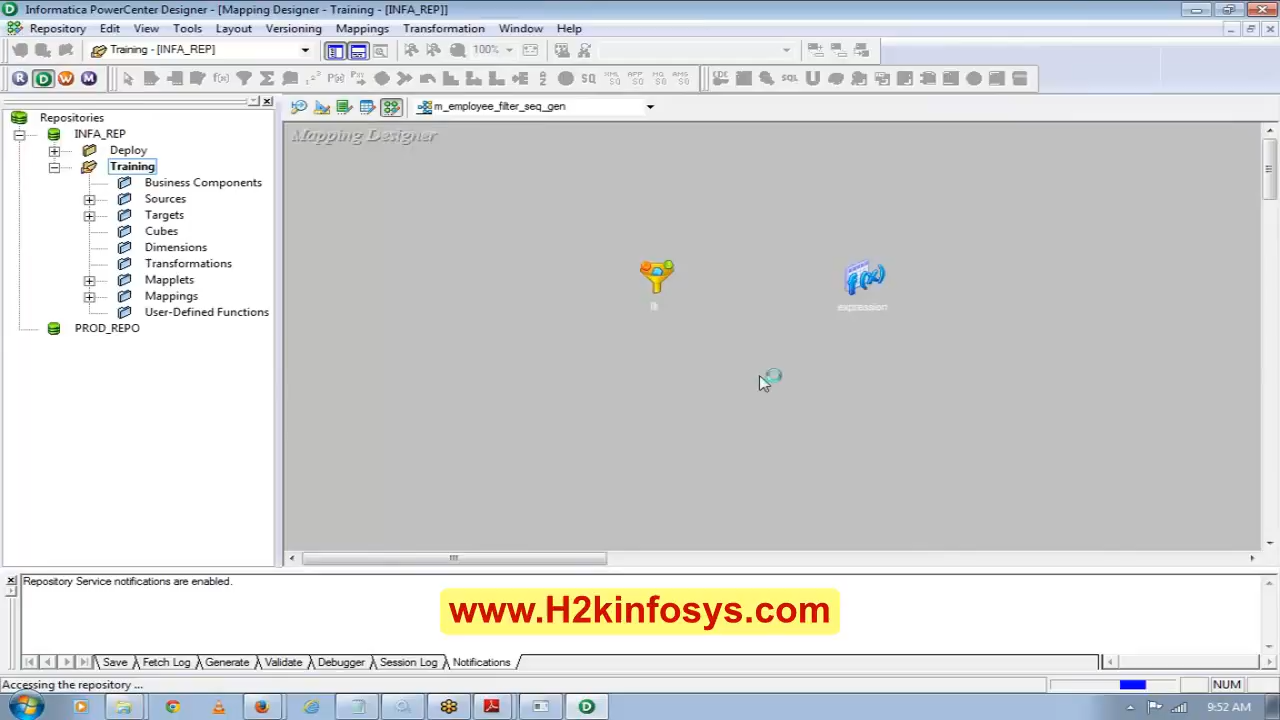 Informatica PowerCenter Designer - [Mapping Designer - Training - [INFA_REP]]
Repository Edit View Tools Layout Versioning Mappings Transformation Window Help
Training - [INFA_REP]
100%
R D W M
m_employee_filter_seq_gen
Repositories
INFA_REP
Deploy
Training
Business Components
Sources
Targets
Cubes
Dimensions
Transformations
Mapplets
Mappings
User-Defined Functions
PROD_REPO
Mapping Designer
f(x)
expression
Repository Service notifications are enabled.
www.H2kinfosys.com
Save Fetch Log Generate Validate Debugger Session Log Notifications
Accessing the repository ...
NUM
9:52 AM